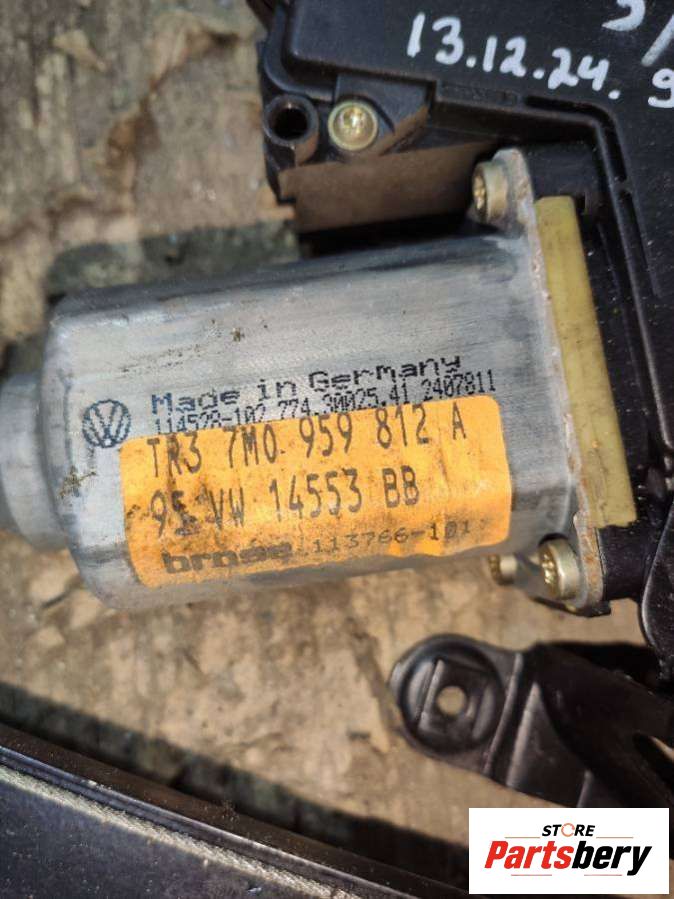 13.12.24.
Made in Germany
114528-102 774.30025.41 2407811
TR3 7M0 959 812 A
95 VW 14553 BB
brose 113766-101
STORE
Partsbery